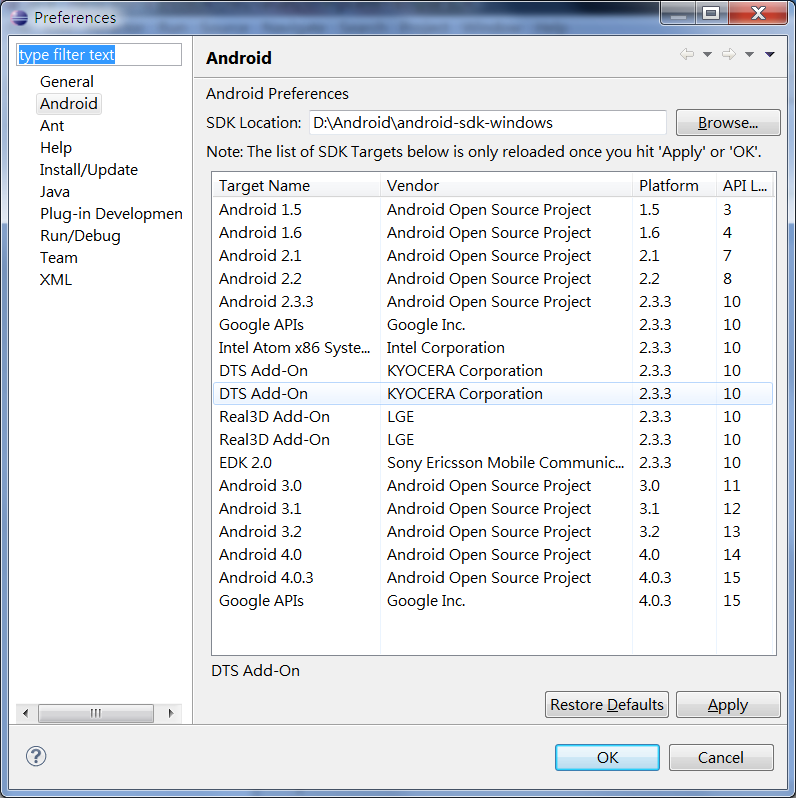 Preferences
type filter text
General
Android
Ant
Help
Install/Update
Java
Plug-in Developmen
Run/Debug
Team
XML
Android
Android Preferences
SDK Location: D:\Android\android-sdk-windows Browse...
Note: The list of SDK Targets below is only reloaded once you hit 'Apply' or 'OK'.
Target Name Vendor Platform API L...
Android 1.5 Android Open Source Project 1.5 3
Android 1.6 Android Open Source Project 1.6 4
Android 2.1 Android Open Source Project 2.1 7
Android 2.2 Android Open Source Project 2.2 8
Android 2.3.3 Android Open Source Project 2.3.3 10
Google APIs Google Inc. 2.3.3 10
Intel Atom x86 Syste... Intel Corporation 2.3.3 10
DTS Add-On KYOCERA Corporation 2.3.3 10
DTS Add-On KYOCERA Corporation 2.3.3 10
Real3D Add-On LGE 2.3.3 10
Real3D Add-On LGE 2.3.3 10
EDK 2.0 Sony Ericsson Mobile Communic... 2.3.3 10
Android 3.0 Android Open Source Project 3.0 11
Android 3.1 Android Open Source Project 3.1 12
Android 3.2 Android Open Source Project 3.2 13
Android 4.0 Android Open Source Project 4.0 14
Android 4.0.3 Android Open Source Project 4.0.3 15
Google APIs Google Inc. 4.0.3 15
DTS Add-On
Restore Defaults Apply
OK Cancel